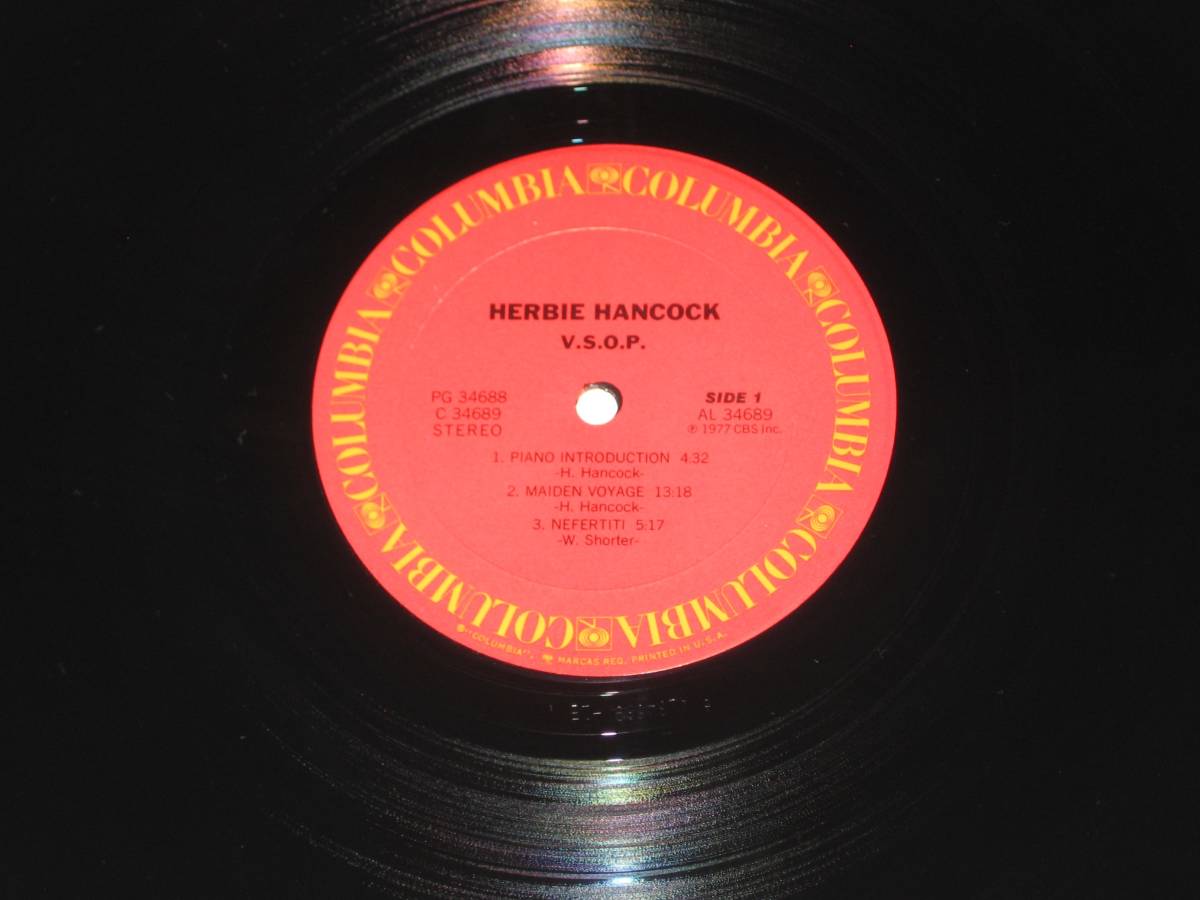 COLUMBIA COLUMBIA COLUMBIA COLUMBIA COLUMBIA COLUMBIA COLUMBIA COLUMBIA
HERBIE HANCOCK
V.S.O.P.
PG 34688
C 34689
STEREO
SIDE 1
AL 34689
℗ 1977 CBS Inc.
1. PIANO INTRODUCTION 4:32
-H. Hancock-
2. MAIDEN VOYAGE 13:18
-H. Hancock-
3. NEFERTITI 5:17
-W. Shorter-
® "COLUMBIA", MARCAS REG. PRINTED IN U.S.A.